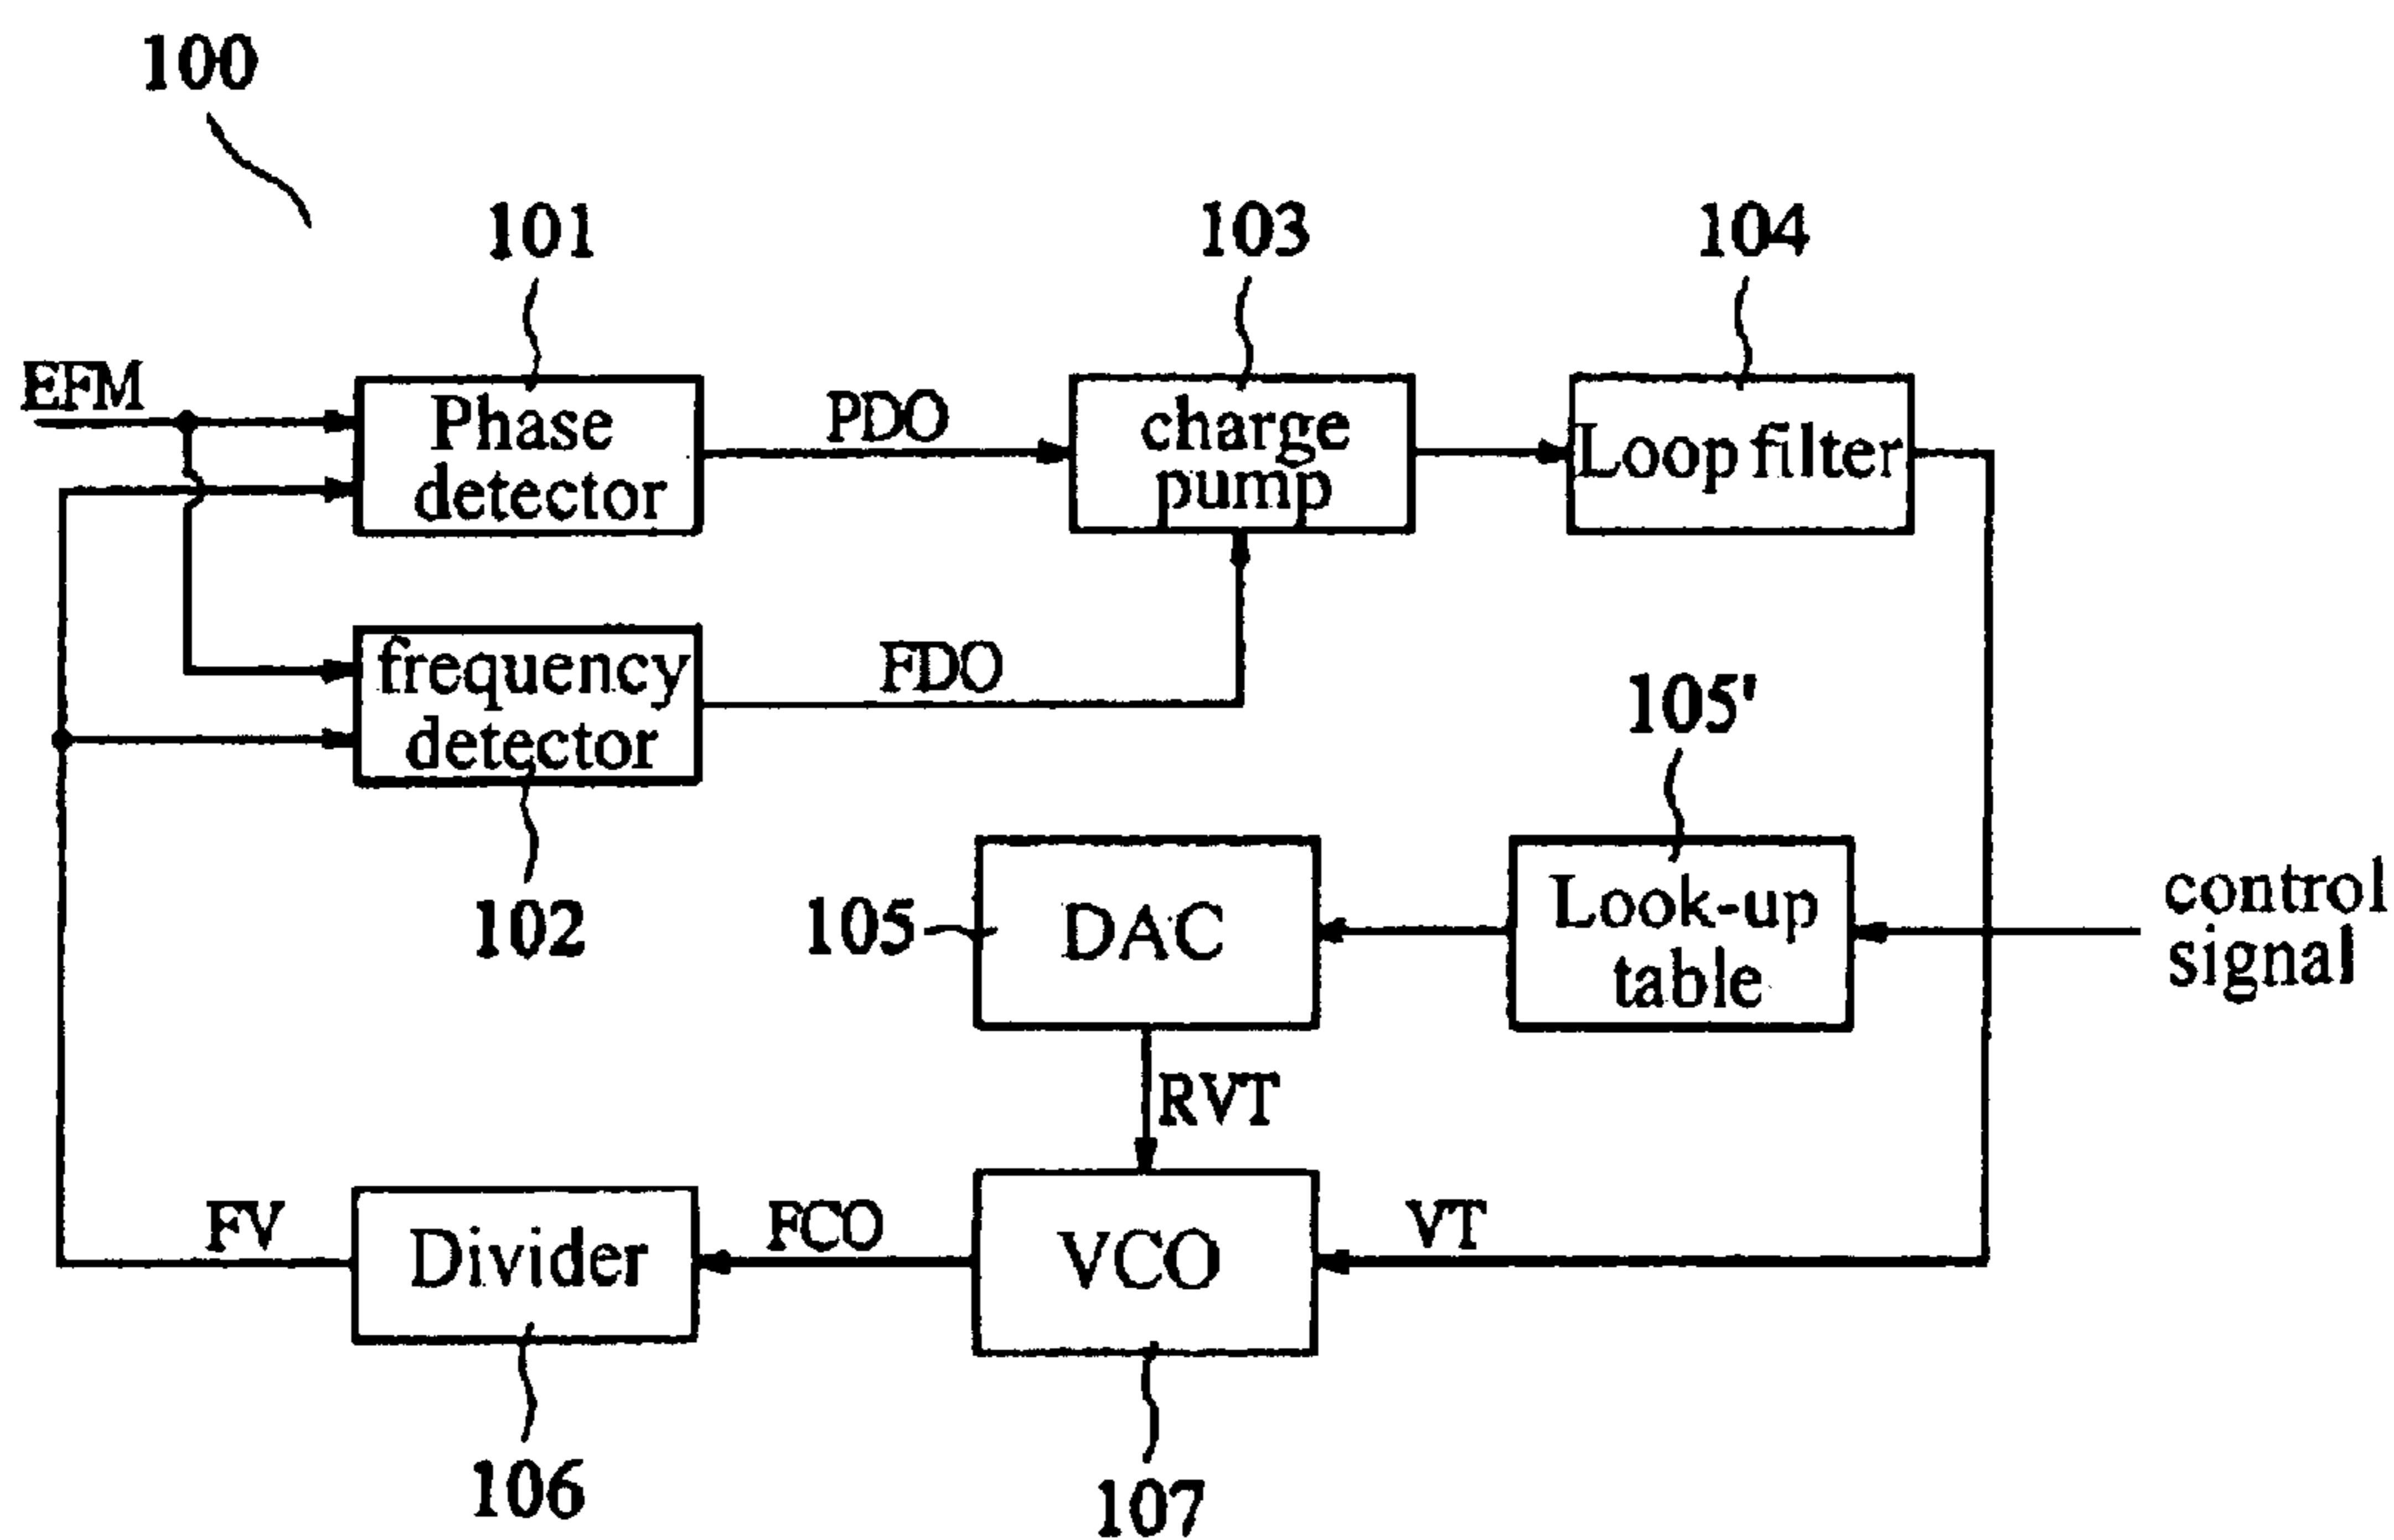 100
101
103
104
EFM
Phase
detector
PDO
charge
pump
Loop filter
frequency
detector
FDO
102
105'
105
DAC
Look-up
table
control
signal
RVT
FV
Divider
FCO
VCO
VT
106
107